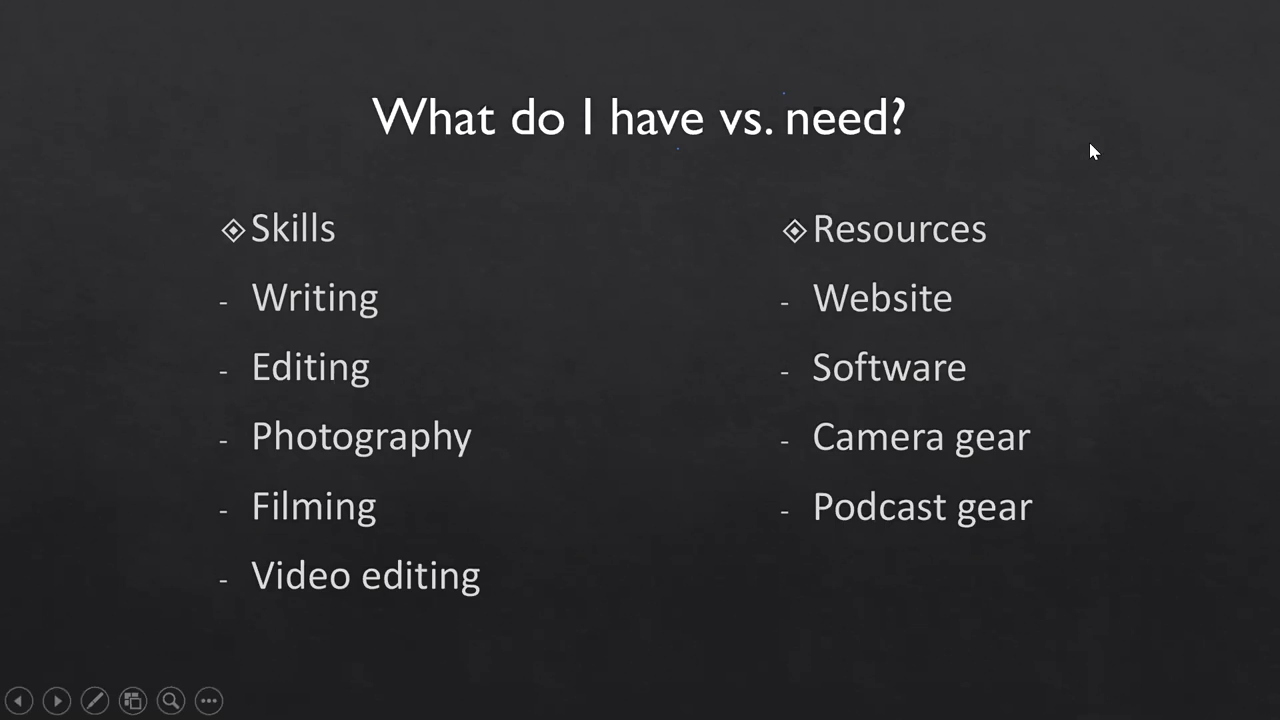 What do I have vs. need?
Skills
- Writing
- Editing
- Photography
- Filming
- Video editing
Resources
- Website
- Software
- Camera gear
- Podcast gear